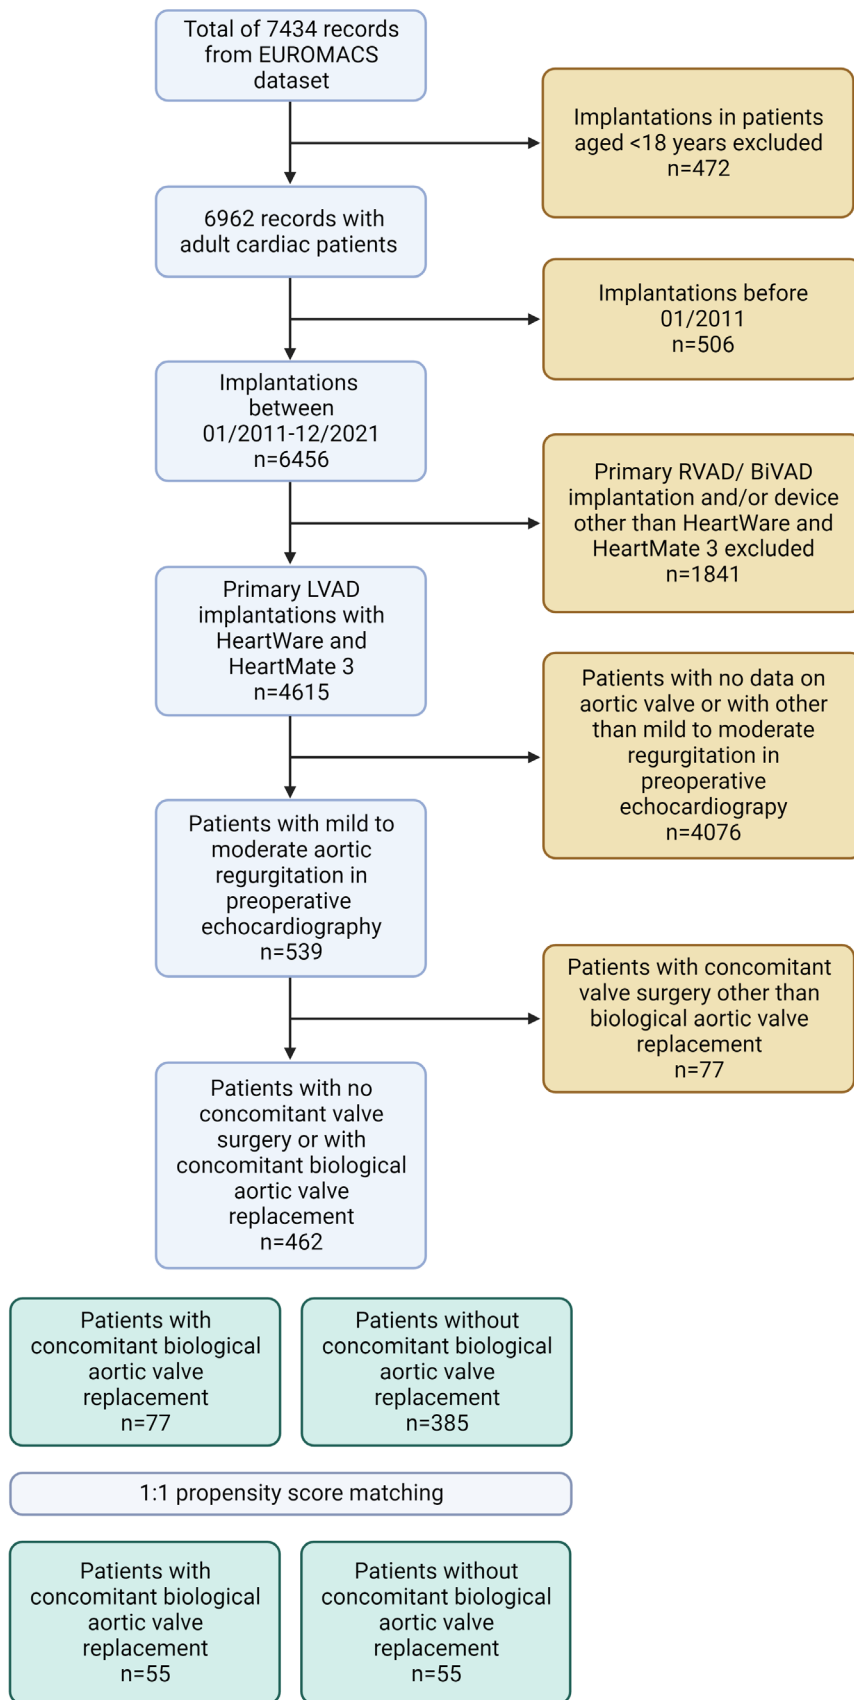 Total of 7434 records
from EUROMACS
dataset
Implantations in patients
aged <18 years excluded
n=472
6962 records with
adult cardiac patients
Implantations before
01/2011
n=506
Implantations
between
01/2011-12/2021
n=6456
Primary RVAD/ BiVAD
implantation and/or device
other than HeartWare and
HeartMate 3 excluded
n=1841
Primary LVAD
implantations with
HeartWare and
HeartMate 3
n=4615
Patients with no data on
aortic valve or with other
than mild to moderate
regurgitation in
preoperative
echocardiograpy
n=4076
Patients with mild to
moderate aortic
regurgitation in
preoperative
echocardiography
n=539
Patients with concomitant
valve surgery other than
biological aortic valve
replacement
n=77
Patients with no
concomitant valve
surgery or with
concomitant biological
aortic valve
replacement
n=462
Patients with
concomitant biological
aortic valve
replacement
n=77
Patients without
concomitant biological
aortic valve
replacement
n=385
1:1 propensity score matching
Patients with
concomitant biological
aortic valve
replacement
n=55
Patients without
concomitant biological
aortic valve
replacement
n=55